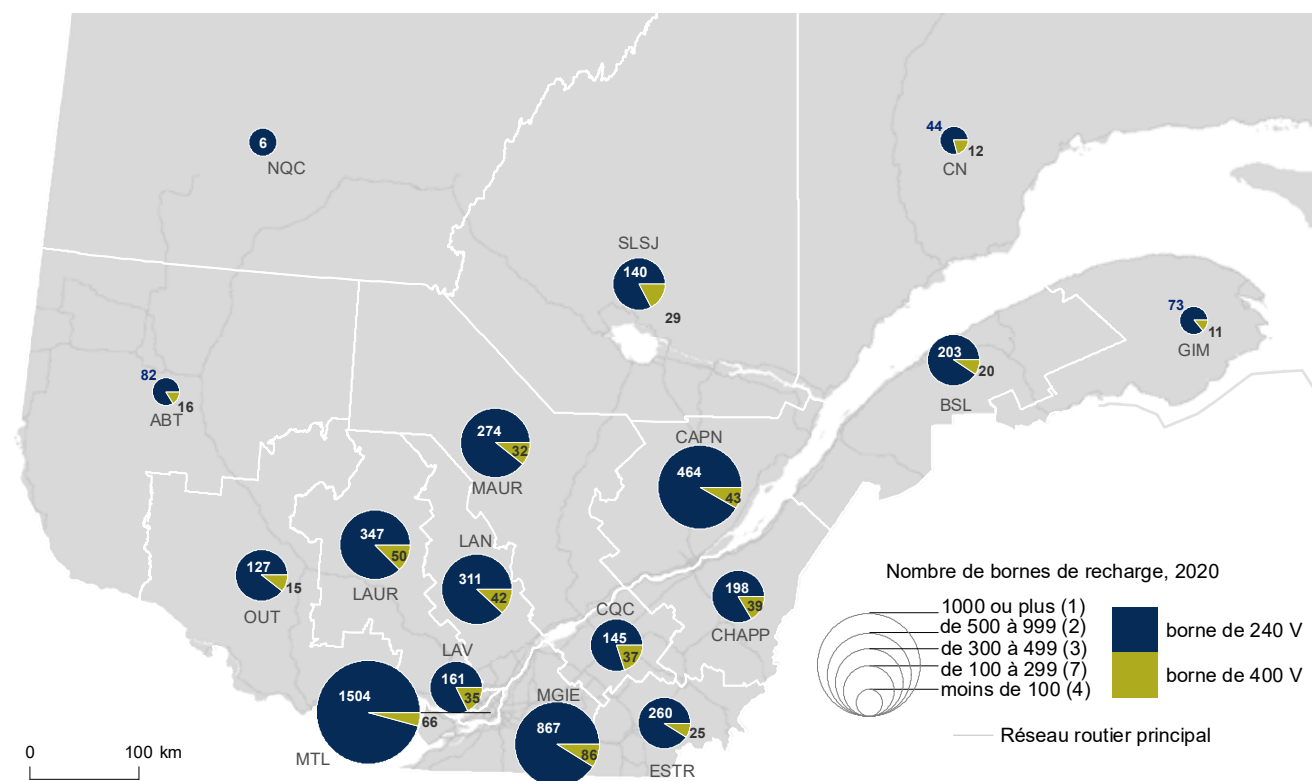 44
6
12
NQC
CN
SLSJ
140
73
29
11
203
GIM
82
20
16
BSL
ABT
274
CAPN
32
464
MAUR
43
347
LAN
50
127
311
15
LAUR
42
198
OUT
CQC
39
145
CHAPP
LAV
37
161
35
1504
MGIE
260
66
867
25
MTL
86
ESTR
Nombre de bornes de recharge, 2020
1000 ou plus (1)
de 500 à 999 (2)
de 300 à 499 (3)
de 100 à 299 (7)
moins de 100 (4)
borne de 240 V
borne de 400 V
Réseau routier principal
0 100 km